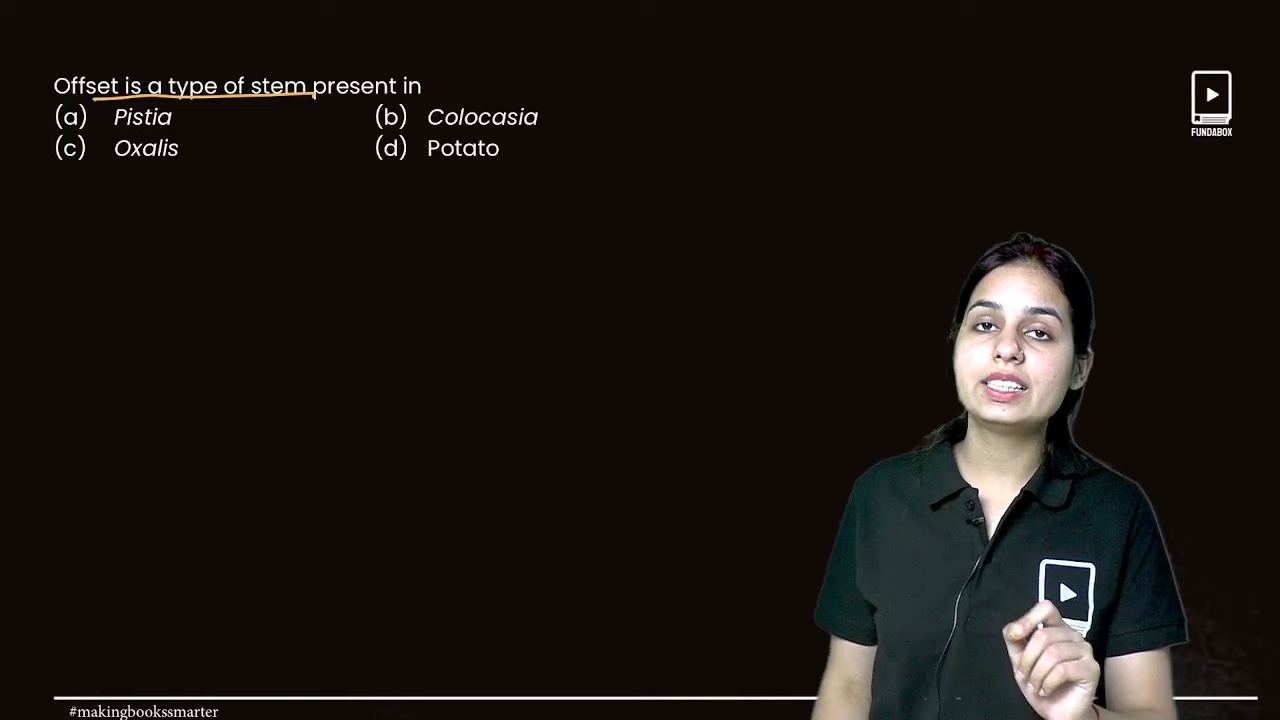 Offset is a type of stem present in
(a) Pistia (b) Colocasia
(c) Oxalis (d) Potato
FUNDABOX
#makingbookssmarter